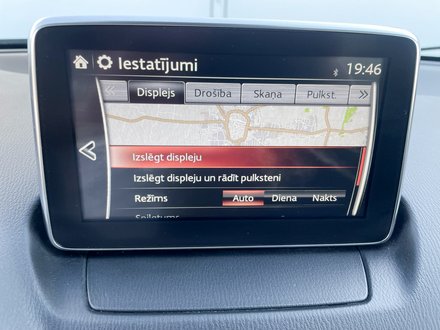 Iestatījumi 19:46
Displejs Drošība Skaņa Pulkst.
Izslēgt displeju
Izslēgt displeju un rādīt pulksteni
Režīms Auto Diena Nakts